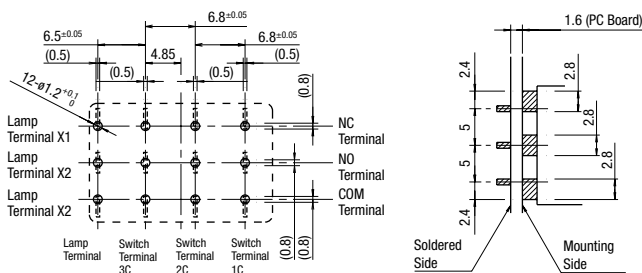 6.8±0.05
6.5±0.05
6.8±0.05
(0.5)
4.85
(0.5)
(0.5)
(0.5)
12-ø1.2+0.1 0
(0.8)
Lamp
Terminal X1
NC
Terminal
Lamp
Terminal X2
NO
Terminal
Lamp
Terminal X2
COM
Terminal
(0.8)
(0.8)
Lamp
Terminal
Switch
Terminal
3C
Switch
Terminal
2C
Switch
Terminal
1C
1.6 (PC Board)
2.4
2.8
5
2.8
5
2.8
2.4
Soldered
Side
Mounting
Side